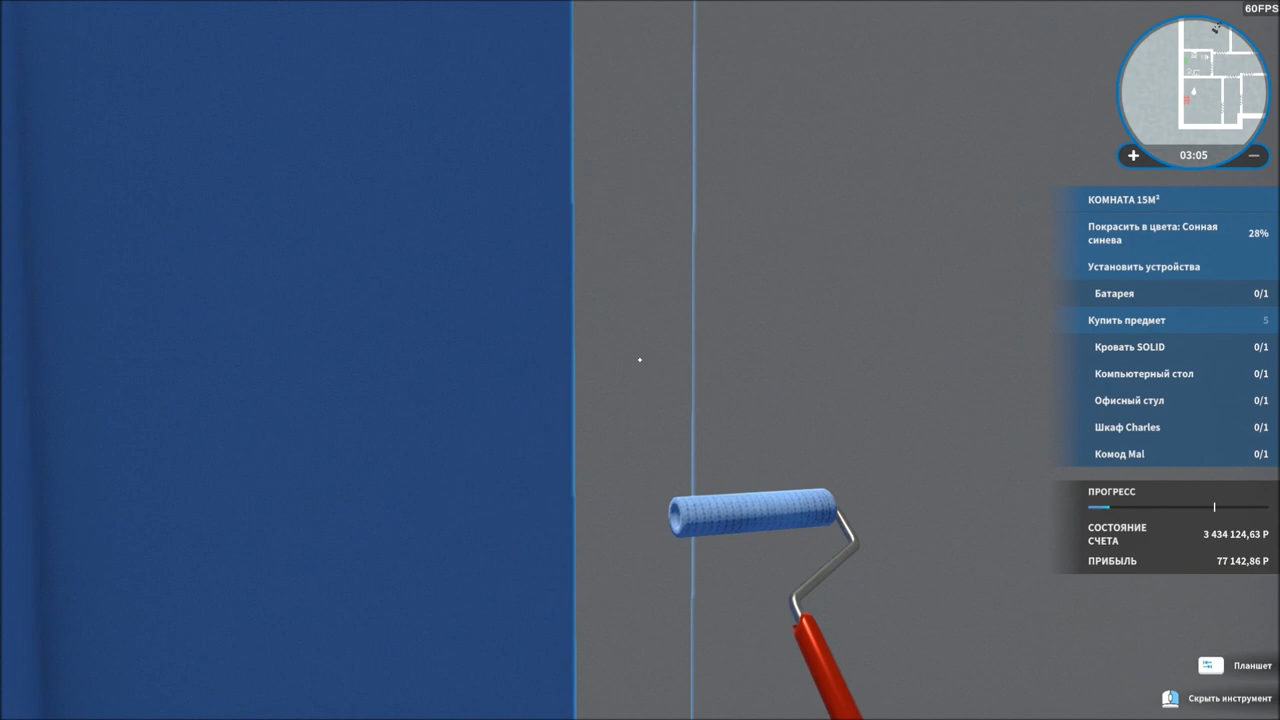 60FPS
03:05
КОМНАТА 15М²
Покрасить в цвета: Сонная
синева
28%
Установить устройства
Батарея 0/1
Купить предмет 5
Кровать SOLID 0/1
Компьютерный стол 0/1
Офисный стул 0/1
Шкаф Charles 0/1
Комод Mal 0/1
ПРОГРЕСС
СОСТОЯНИЕ
СЧЕТА
3 434 124,63 Р
ПРИБЫЛЬ 77 142,86 Р
Планшет
Скрыть инструмент